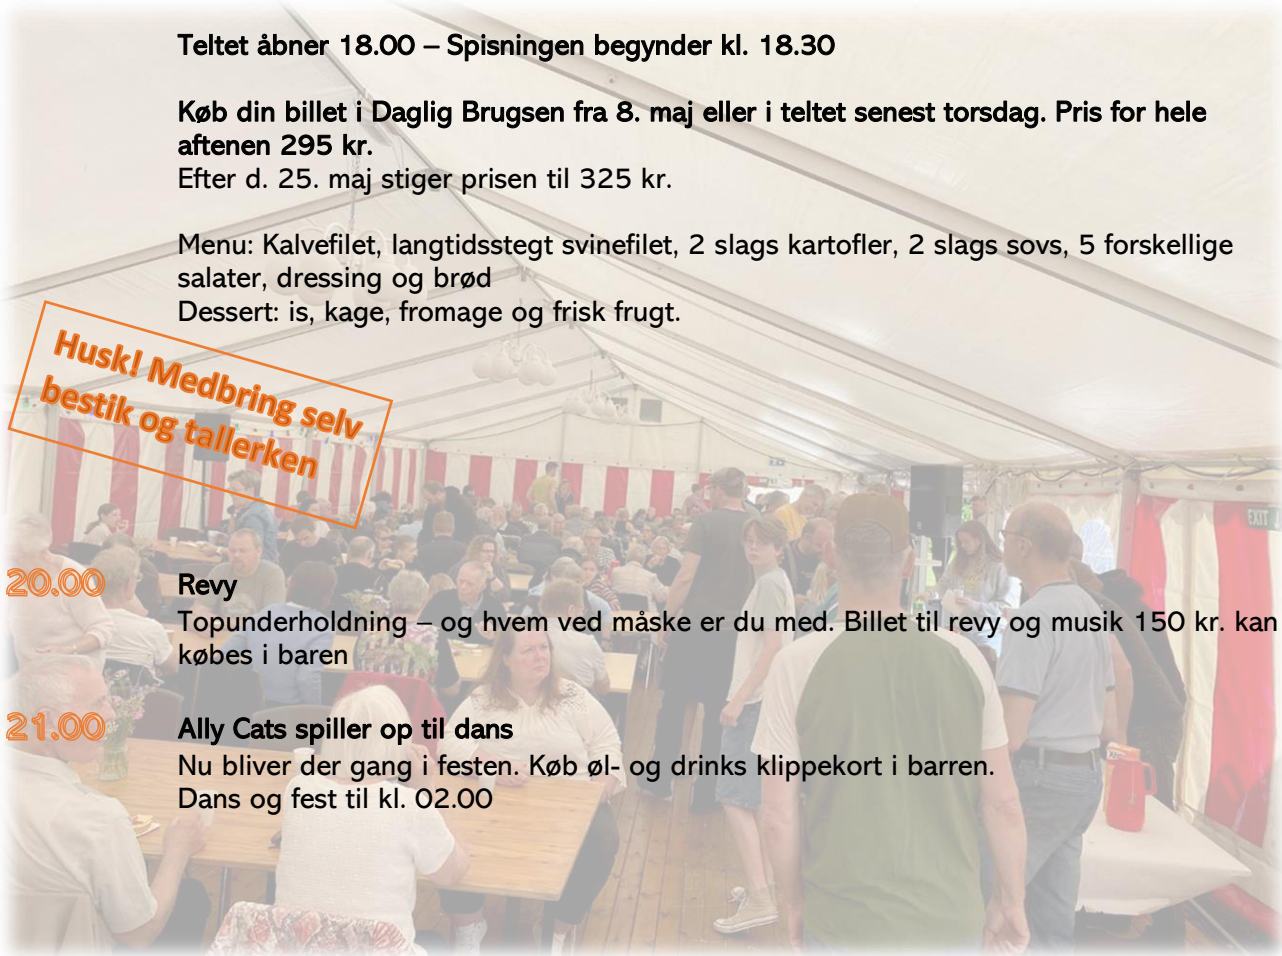 Teltet åbner 18.00 – Spisningen begynder kl. 18.30
Køb din billet i Daglig Brugsen fra 8. maj eller i teltet senest torsdag. Pris for hele
aftenen 295 kr.
Efter d. 25. maj stiger prisen til 325 kr.
Menu: Kalvefilet, langtidsstegt svinefilet, 2 slags kartofler, 2 slags sovs, 5 forskellige
salater, dressing og brød
Dessert: is, kage, fromage og frisk frugt.
Husk! Medbring selv
bestik og tallerken
EXIT
20.00 Revy
Topunderholdning – og hvem ved måske er du med. Billet til revy og musik 150 kr. kan
købes i baren
21.00 Ally Cats spiller op til dans
Nu bliver der gang i festen. Køb øl- og drinks klippekort i barren.
Dans og fest til kl. 02.00